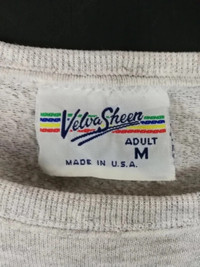 Velva Sheen
ADULT
M
MADE IN U.S.A.